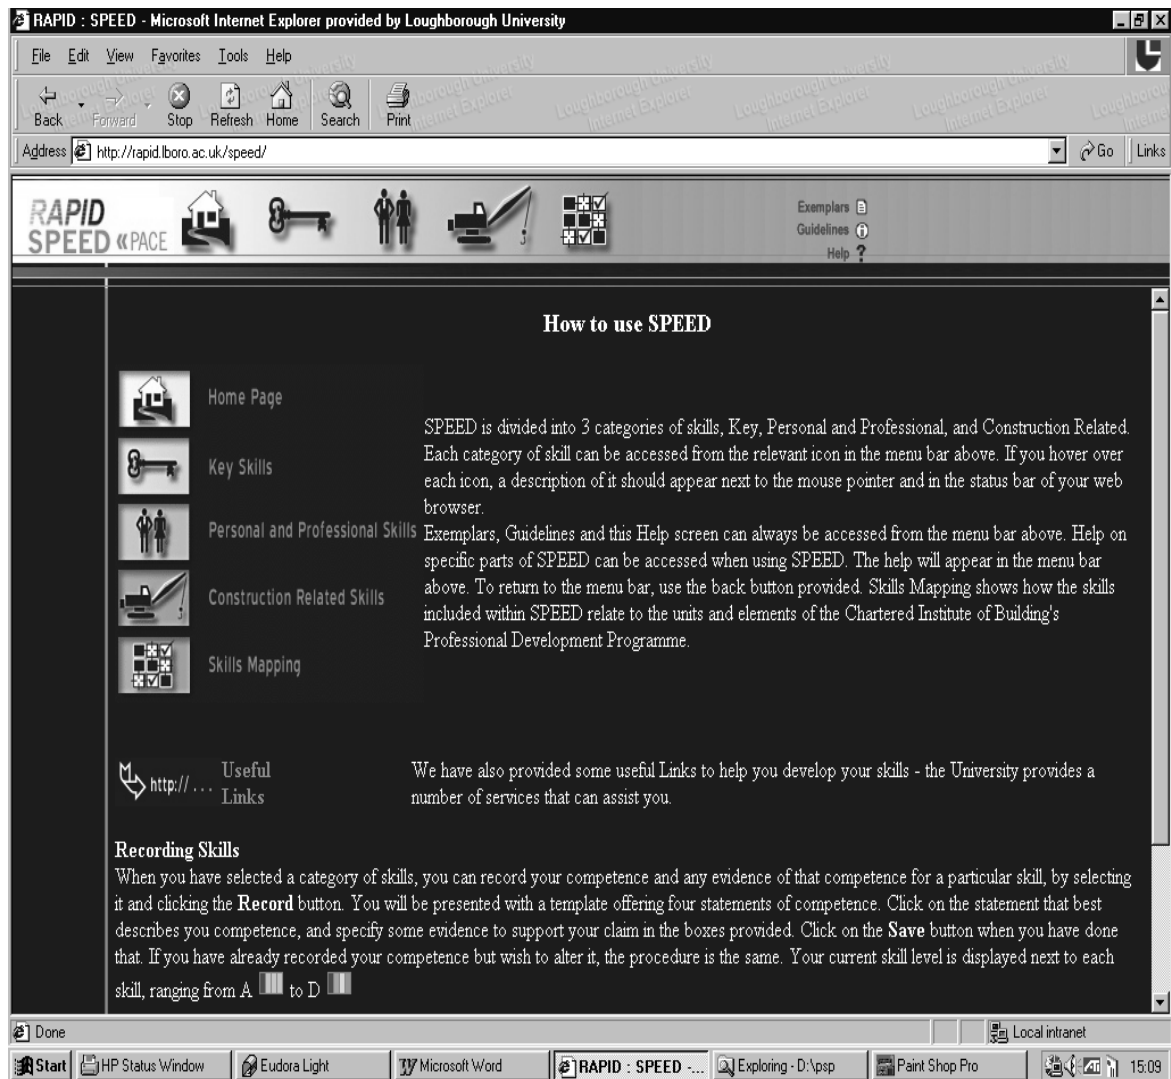 RAPID : SPEED - Microsoft Internet Explorer provided by Loughborough University
File Edit View Favorites Tools Help
Back Forward Stop Refresh Home Search Print
Address http://rapid.lboro.ac.uk/speed/ Go Links
RAPID
SPEED «PACE
Exemplars
Guidelines
Help ?
How to use SPEED
Home Page
Key Skills
Personal and Professional Skills
Construction Related Skills
Skills Mapping
SPEED is divided into 3 categories of skills, Key, Personal and Professional, and Construction Related.
Each category of skill can be accessed from the relevant icon in the menu bar above. If you hover over
each icon, a description of it should appear next to the mouse pointer and in the status bar of your web
browser.
Exemplars, Guidelines and this Help screen can always be accessed from the menu bar above. Help on
specific parts of SPEED can be accessed when using SPEED. The help will appear in the menu bar
above. To return to the menu bar, use the back button provided. Skills Mapping shows how the skills
included within SPEED relate to the units and elements of the Chartered Institute of Building's
Professional Development Programme.
http:// . . . Useful
Links
We have also provided some useful Links to help you develop your skills - the University provides a
number of services that can assist you.
Recording Skills
When you have selected a category of skills, you can record your competence and any evidence of that competence for a particular skill, by selecting
it and clicking the Record button. You will be presented with a template offering four statements of competence. Click on the statement that best
describes you competence, and specify some evidence to support your claim in the boxes provided. Click on the Save button when you have done
that. If you have already recorded your competence but wish to alter it, the procedure is the same. Your current skill level is displayed next to each
skill, ranging from A to D
Done Local intranet
Start HP Status Window Eudora Light Microsoft Word RAPID : SPEED -... Exploring - D:\psp Paint Shop Pro 15:09